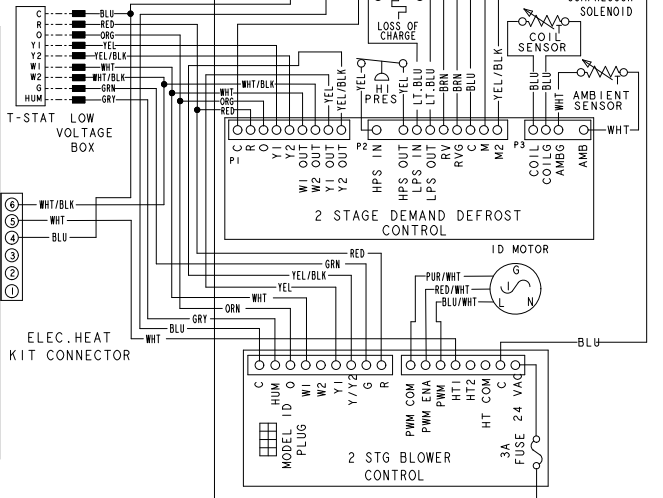 COMPRESSOR
SOLENOID
C BLU
R RED
O ORG
Y1 YEL
Y2 YEL/BLK
W1 WHT
W2 WHT/BLK
G GRN
HUM GRY
T-STAT LOW
VOLTAGE
BOX
LOSS OF
CHARGE
HI
PRES
COIL
SENSOR
AMBIENT
SENSOR
WHT/BLK
WHT
ORG
RED
YEL
YEL/BLK
YEL
YEL
LT.BLU
LT.BLU
BRN
BRN
BLU
YEL/BLK
BLU
BLU
WHT
WHT
P1
C
R
O
Y1
Y2
W1 OUT
W2 OUT
Y1 OUT
Y2 OUT
P2
HPS IN
HPS OUT
LPS IN
LPS OUT
RV
RVG
C
M
M2
P3
COIL
COILG
AMBG
AMB
2 STAGE DEMAND DEFROST
CONTROL
6 WHT/BLK
5 WHT
4 BLU
3
2
1
ELEC.HEAT
KIT CONNECTOR
RED
GRN
YEL/BLK
YEL
WHT
ORN
GRY
BLU
WHT
ID MOTOR
G
L N
PUR/WHT
RED/WHT
BLU/WHT
BLU
C
HUM
O
W1
W2
Y1
Y/Y2
G
R
PWM COM
PWM ENA
PWM
HT1
HT2
HT COM
C
24 VAC
MODEL ID
PLUG
3A
FUSE
2 STG BLOWER
CONTROL